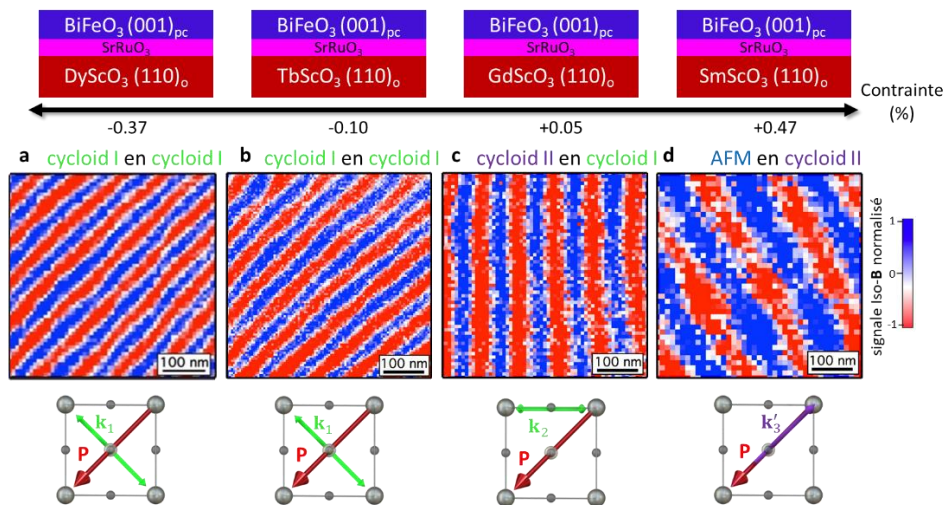 BiFeO₃ (001)pc BiFeO₃ (001)pc BiFeO₃ (001)pc BiFeO₃ (001)pc
SrRuO₃ SrRuO₃ SrRuO₃ SrRuO₃
DyScO₃ (110)o TbScO₃ (110)o GdScO₃ (110)o SmScO₃ (110)o
Contrainte
(%)
-0.37 -0.10 +0.05 +0.47
a cycloid I en cycloid I b cycloid I en cycloid I c cycloid II en cycloid I d AFM en cycloid II
signale Iso-B normalisé
1
0
-1
100 nm 100 nm 100 nm 100 nm
k₁ k₁ k₂ k′₃
P P P P